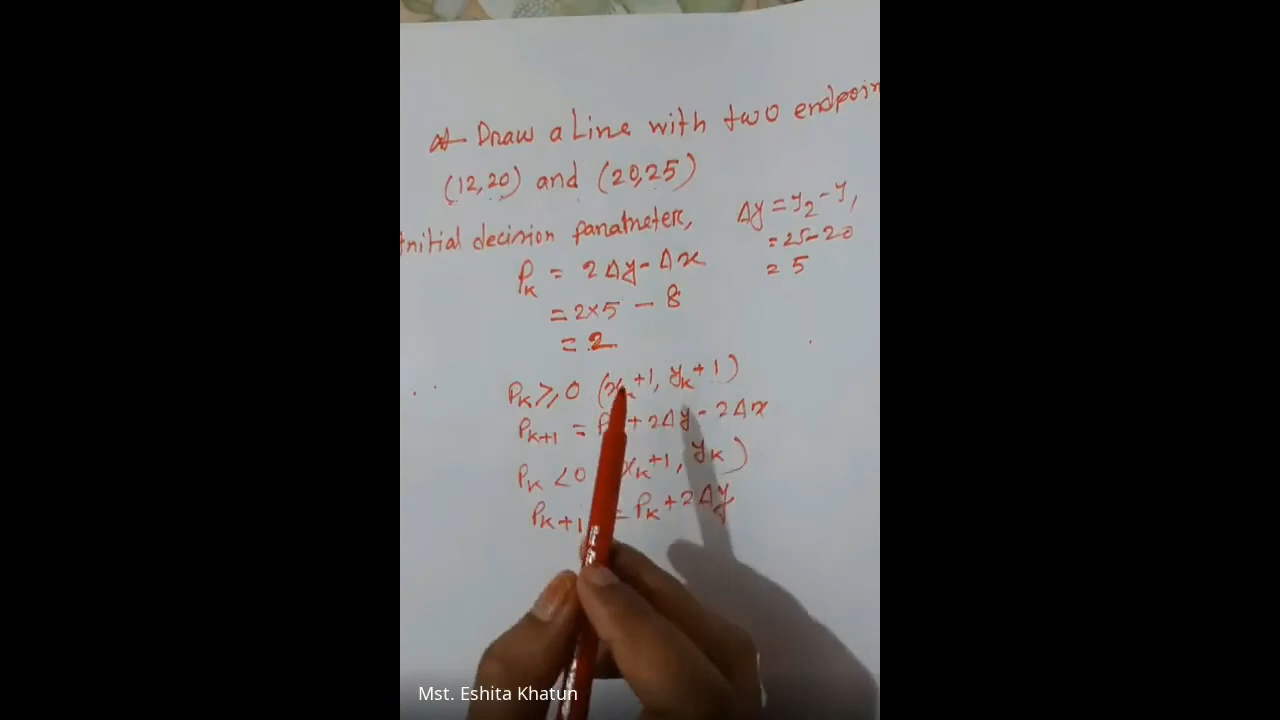 Draw a Line with two endpoin
(12,20) and (20,25)
Initial decision parameter,
Δy = y₂ - y₁
= 25 - 20
= 5
Pₖ = 2Δy - Δx
= 2×5 - 8
= 2
Pₖ ≥ 0 (xₖ+1, yₖ+1)
Pₖ₊₁ = P + 2Δy - 2Δx
Pₖ < 0 xₖ+1, yₖ)
Pₖ₊₁ = Pₖ + 2Δy
Mst. Eshita Khatun